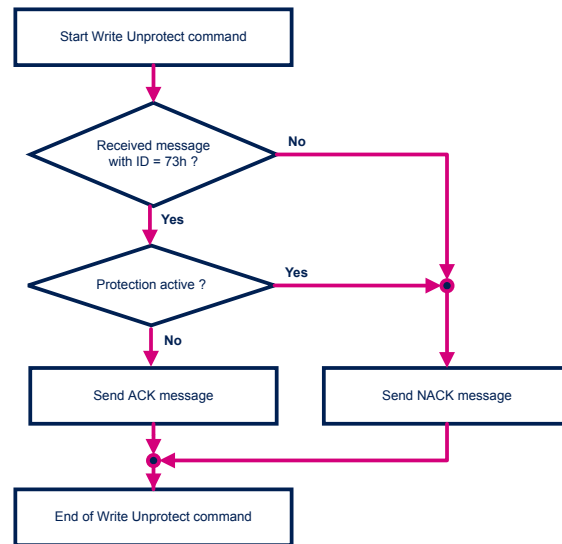 Start Write Unprotect command
Received message
with ID = 73h ?
No
Yes
Protection active ?
Yes
No
Send ACK message
Send NACK message
End of Write Unprotect command